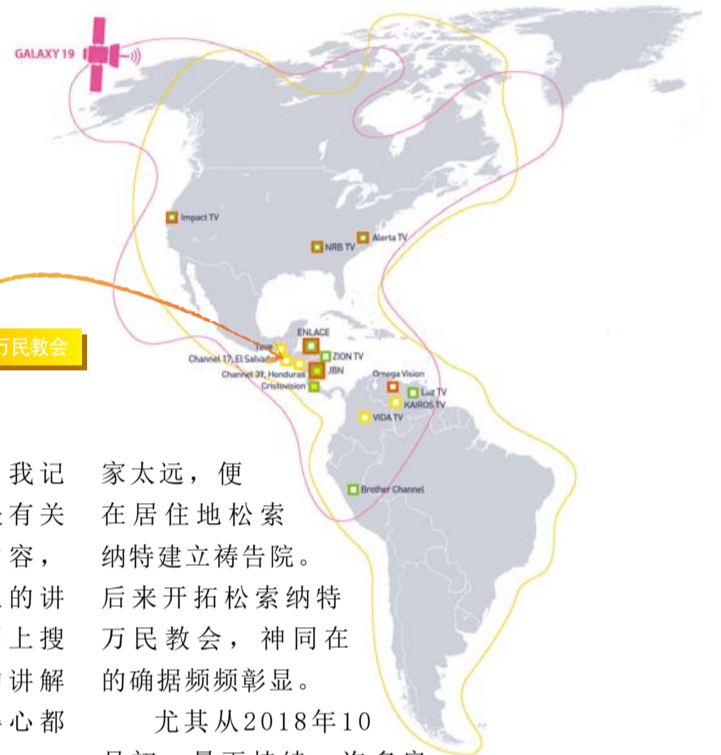 GALAXY 19
Impact TV
NRB TV
Alerta TV
ENLACE
ZION TV
Channel 17, El Salvador
Channel 39, Honduras
JBN
Cristovision
Omega Vision
Luz TV
KAIROS TV
VIDA TV
Brother Channel
万民教会
我记
有关
容，
的讲
上搜
讲解
心都
家太远，便
在居住地松索
纳特建立祷告院。
后来开拓松索纳特
万民教会，神同在
的确据频频彰显。
尤其从2018年10